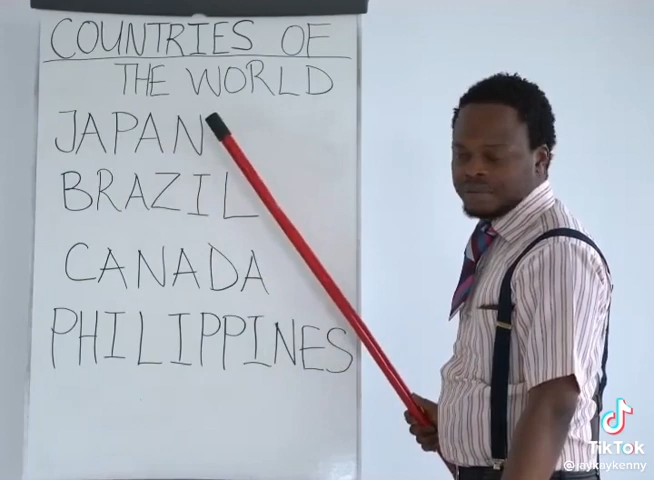 COUNTRIES OF
THE WORLD
JAPAN
BRAZIL
CANADA
PHILIPPINES
TikTok
@jaykaykenny